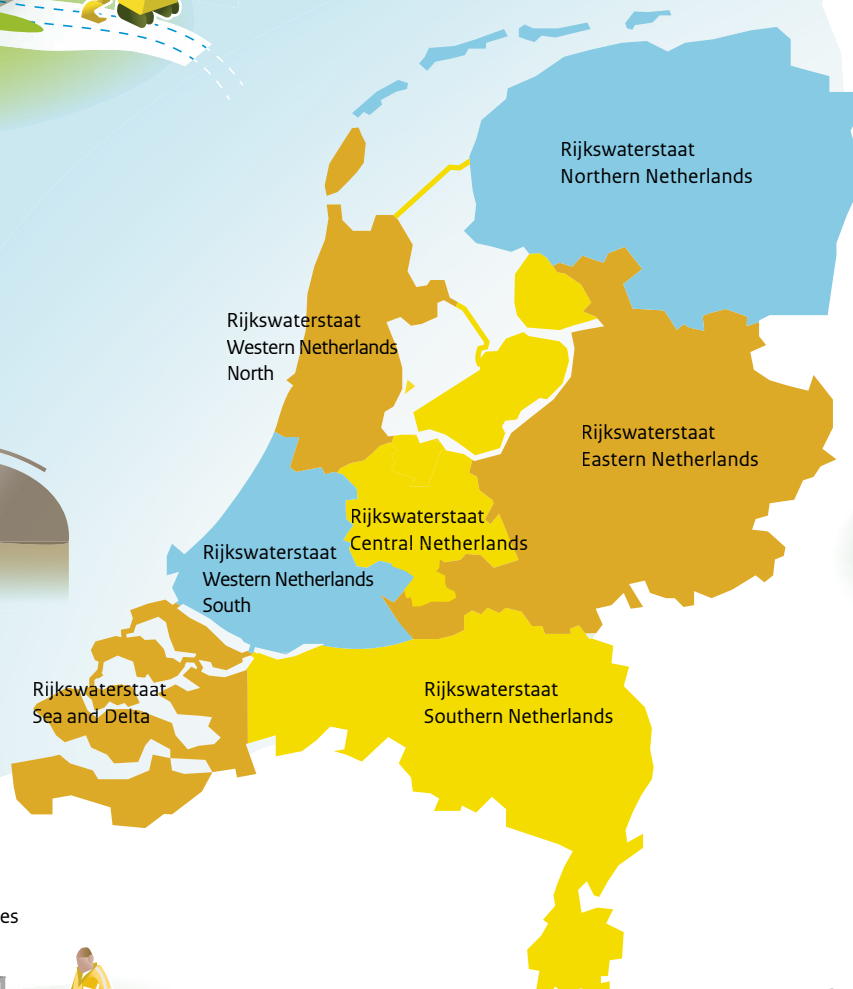 Rijkswaterstaat
Northern Netherlands
Rijkswaterstaat
Western Netherlands
North
Rijkswaterstaat
Eastern Netherlands
Rijkswaterstaat
Central Netherlands
Rijkswaterstaat
Western Netherlands
South
Rijkswaterstaat
Sea and Delta
Rijkswaterstaat
Southern Netherlands
es